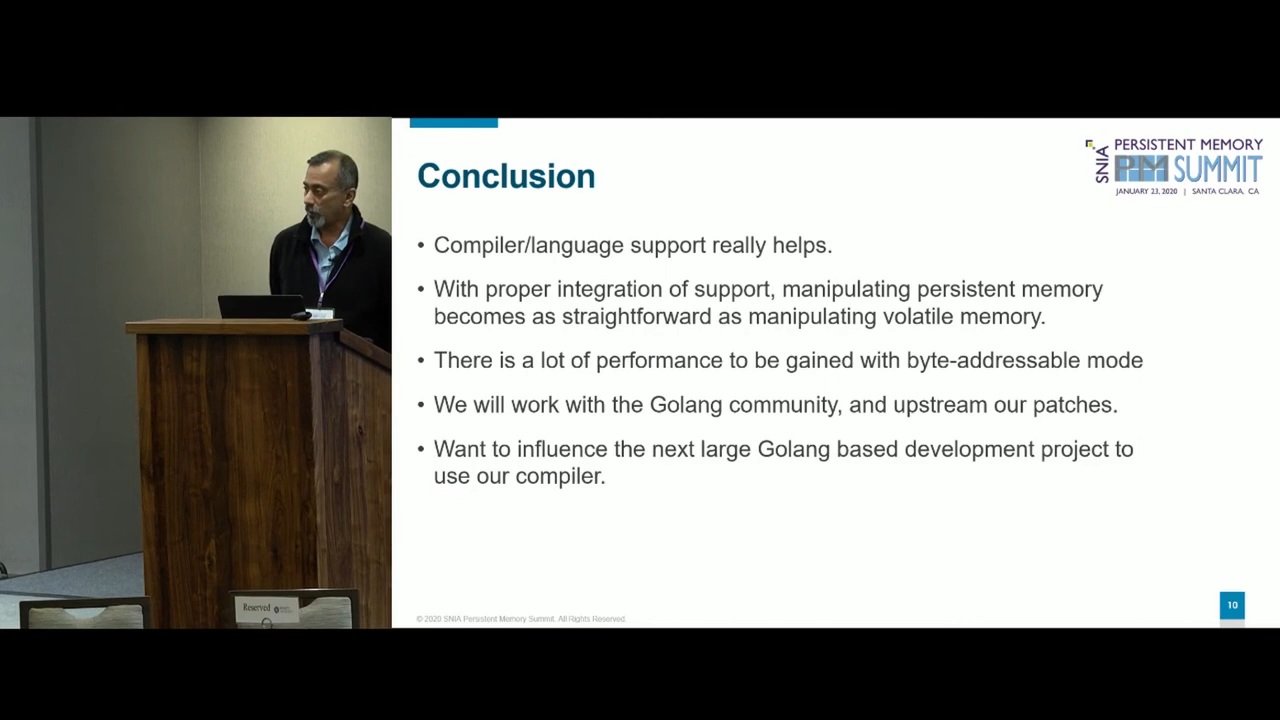 SNIA
PERSISTENT MEMORY
PM SUMMIT
JANUARY 23, 2020 | SANTA CLARA, CA
Conclusion
• Compiler/language support really helps.
• With proper integration of support, manipulating persistent memory
becomes as straightforward as manipulating volatile memory.
• There is a lot of performance to be gained with byte-addressable mode
• We will work with the Golang community, and upstream our patches.
• Want to influence the next large Golang based development project to
use our compiler.
Reserved
© 2020 SNIA Persistent Memory Summit. All Rights Reserved.
10